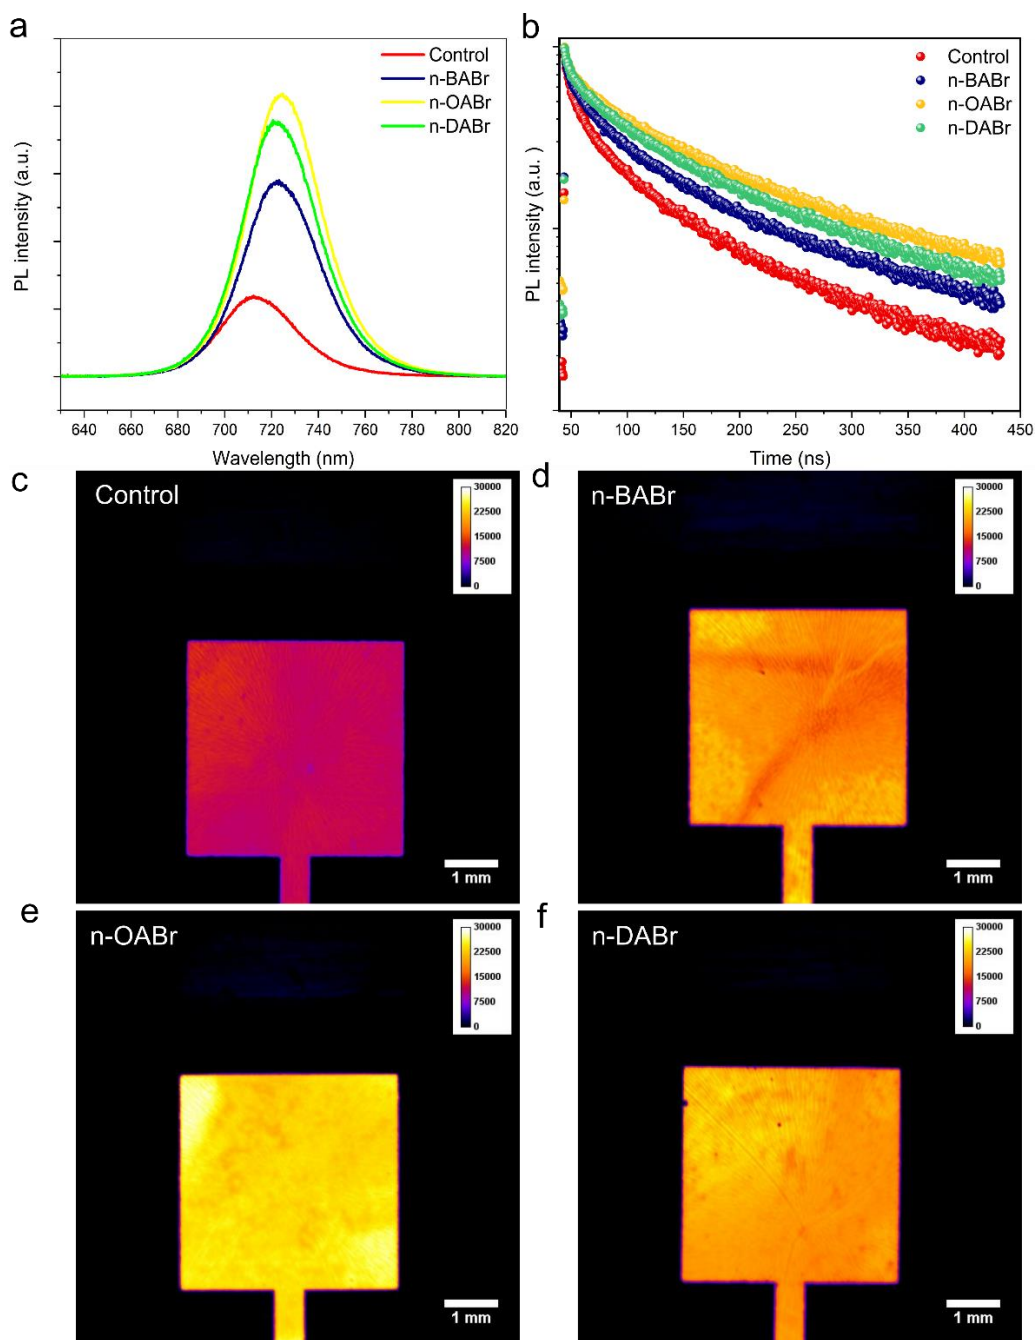 a
Control
n-BABr
n-OABr
n-DABr
PL intensity (a.u.)
640 660 680 700 720 740 760 780 800 820
Wavelength (nm)
b
Control
n-BABr
n-OABr
n-DABr
PL intensity (a.u.)
50 100 150 200 250 300 350 400 450
Time (ns)
c
Control
30000
22500
15000
7500
0
1 mm
d
n-BABr
30000
22500
15000
7500
0
1 mm
e
n-OABr
30000
22500
15000
7500
0
1 mm
f
n-DABr
30000
22500
15000
7500
0
1 mm